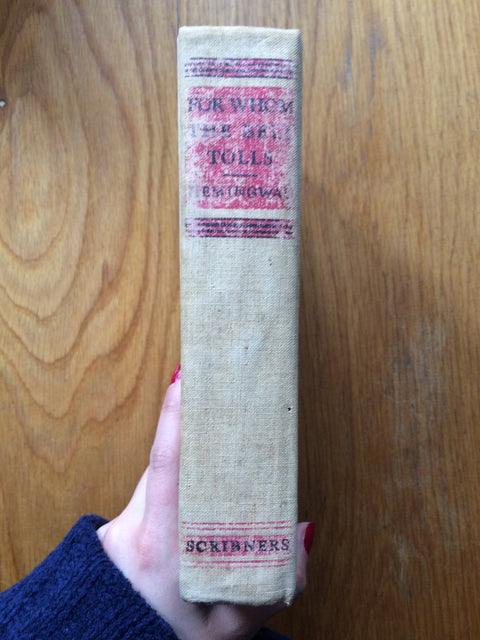 FOR WHOM
THE BELL
TOLLS
HEMINGWAY
SCRIBNERS